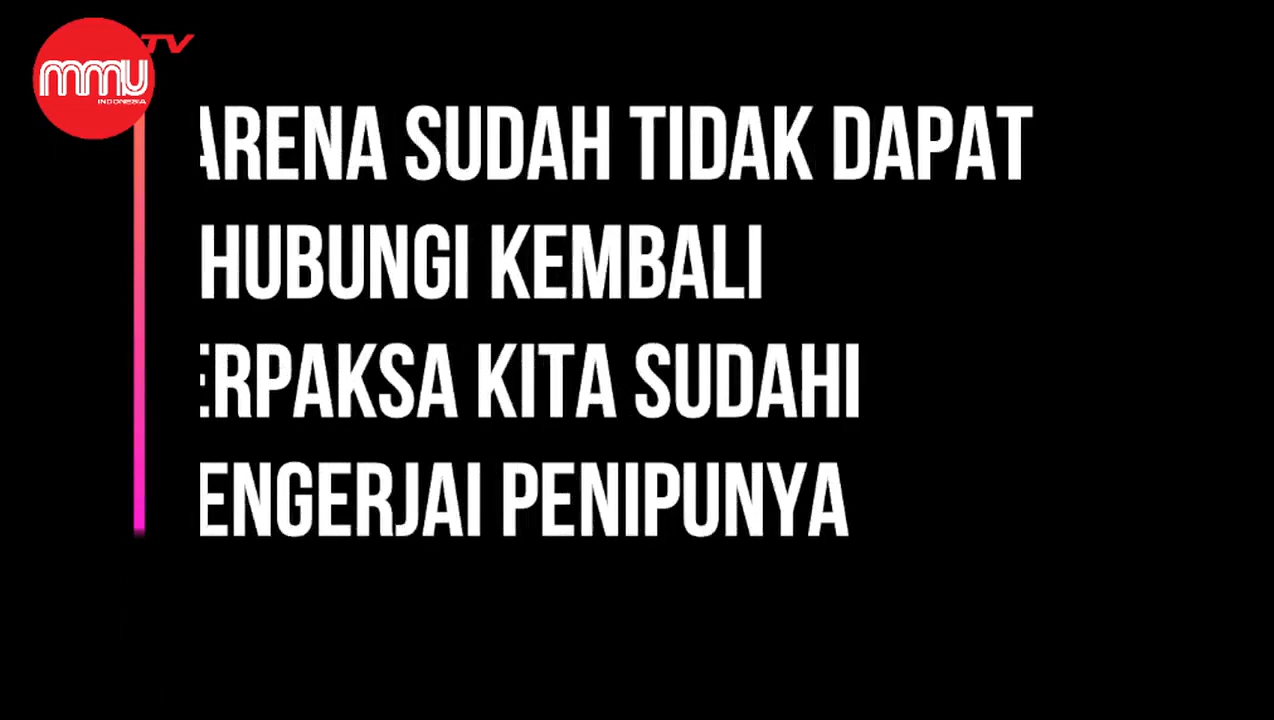 TV
mmu
INDONESIA
ARENA SUDAH TIDAK DAPAT
HUBUNGI KEMBALI
ERPAKSA KITA SUDAHI
ENGERJAI PENIPUNYA